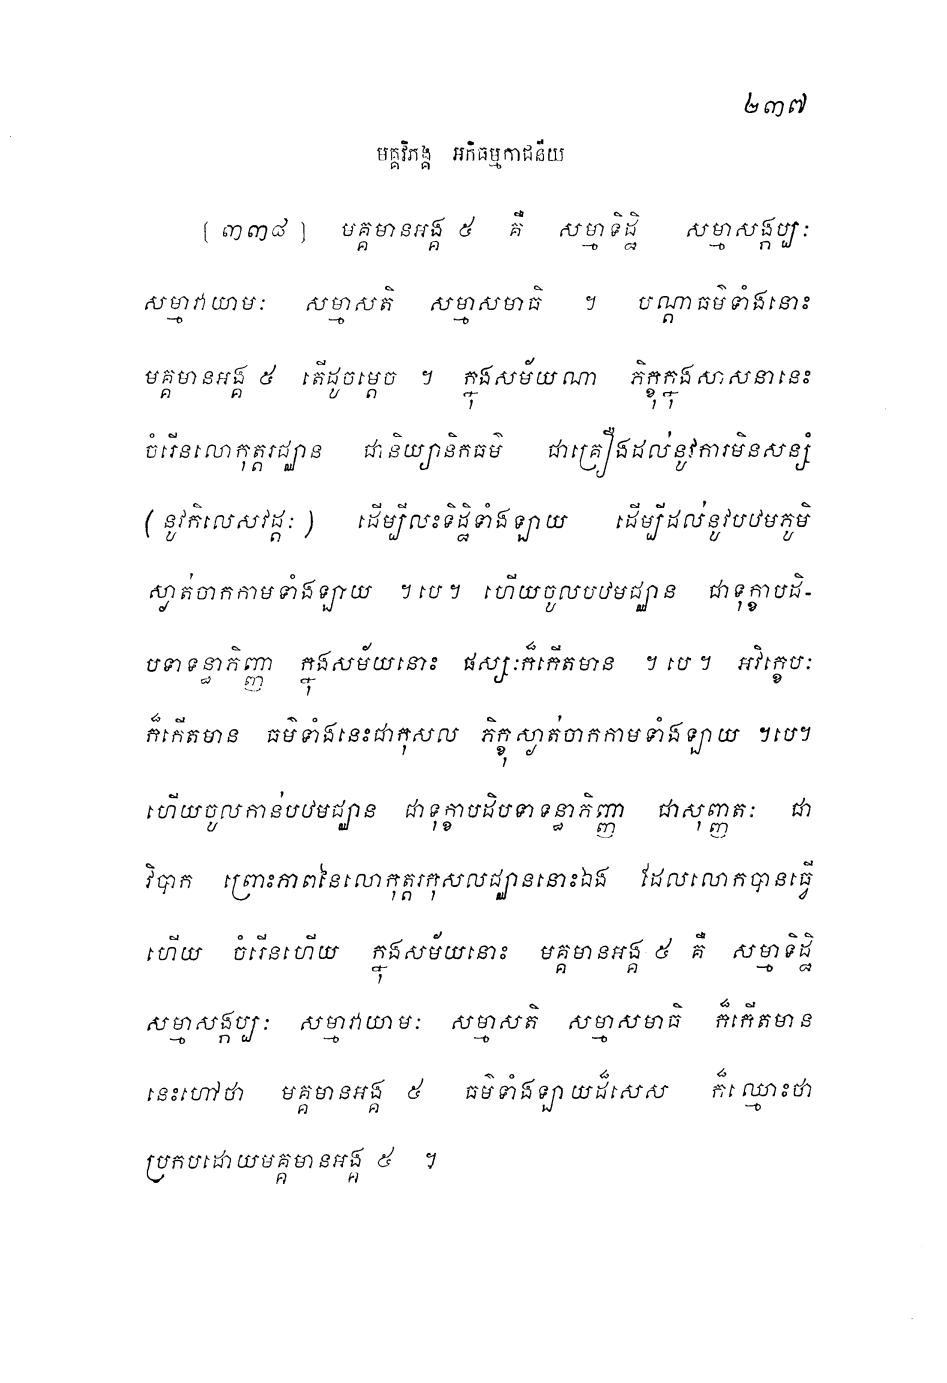 ២៣៧
មគ្គវិភង្គ អភិធម្មភាជនីយ
[ ៣៣៨ ] មគ្គមានអង្គ ៥ គឺ សម្មាទិដ្ឋិ សម្មាសង្កប្បៈ
សម្មាវាយាមៈ សម្មាសតិ សម្មាសមាធិ ។ បណ្តាធម៌ទាំងនោះ
មគ្គមានអង្គ ៥ តើដូចម្តេច ។ ក្នុងសម័យណា ភិក្ខុក្នុងសាសនានេះ
ចំរើនលោកុត្តរជ្ឈាន ជានិយ្យានិកធម៌ ជាគ្រឿងដល់នូវការមិនសន្សំ
(នូវកិលេសវដ្តៈ) ដើម្បីលះទិដ្ឋិទាំងឡាយ ដើម្បីដល់នូវបឋមភូមិ
ស្ងាត់ចាកកាមទាំងឡាយ ។បេ។ ហើយចូលបឋមជ្ឈាន ជាទុក្ខាបដិ-
បទាទន្ធាភិញ្ញា ក្នុងសម័យនោះ ផស្សៈក៏កើតមាន ។បេ។ អវិក្ខេបៈ
ក៏កើតមាន ធម៌ទាំងនេះជាកុសល ភិក្ខុស្ងាត់ចាកកាមទាំងឡាយ ។បេ។
ហើយចូលកាន់បឋមជ្ឈាន ជាទុក្ខាបដិបទាទន្ធាភិញ្ញា ជាសុញ្ញតៈ ជា
វិបាក ព្រោះភាពនៃលោកុត្តរកុសលជ្ឈាននោះឯង ដែលលោកបានធ្វើ
ហើយ ចំរើនហើយ ក្នុងសម័យនោះ មគ្គមានអង្គ ៥ គឺ សម្មាទិដ្ឋិ
សម្មាសង្កប្បៈ សម្មាវាយាមៈ សម្មាសតិ សម្មាសមាធិ ក៏កើតមាន
នេះហៅថា មគ្គមានអង្គ ៥ ធម៌ទាំងឡាយដ៏សេស ក៏ឈ្មោះថា
ប្រកបដោយមគ្គមានអង្គ ៥ ។